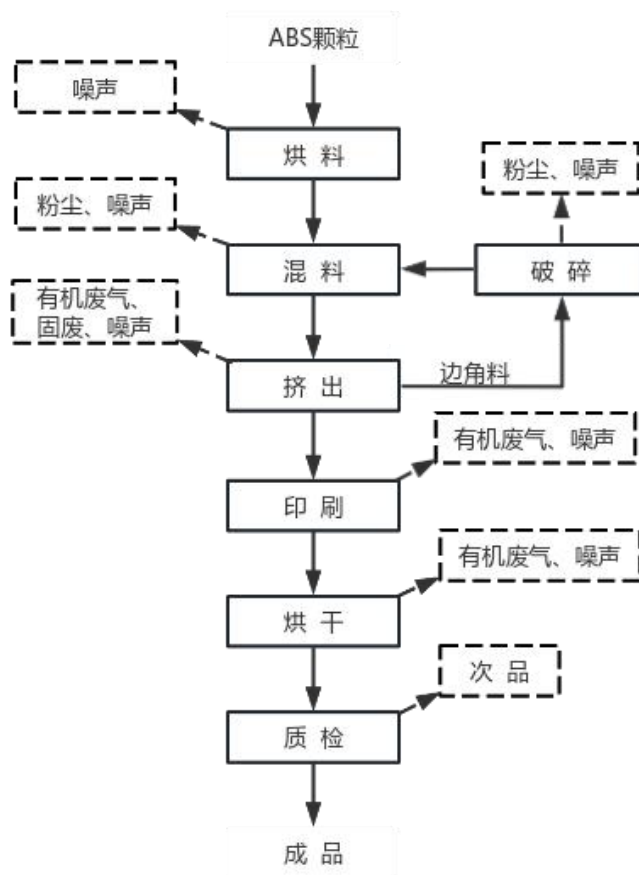 ABS颗粒
噪声
烘 料
粉尘、噪声
粉尘、噪声
混 料
破 碎
有机废气、
固废、噪声
挤 出
边角料
有机废气、噪声
印 刷
有机废气、噪声
烘 干
次 品
质 检
成 品